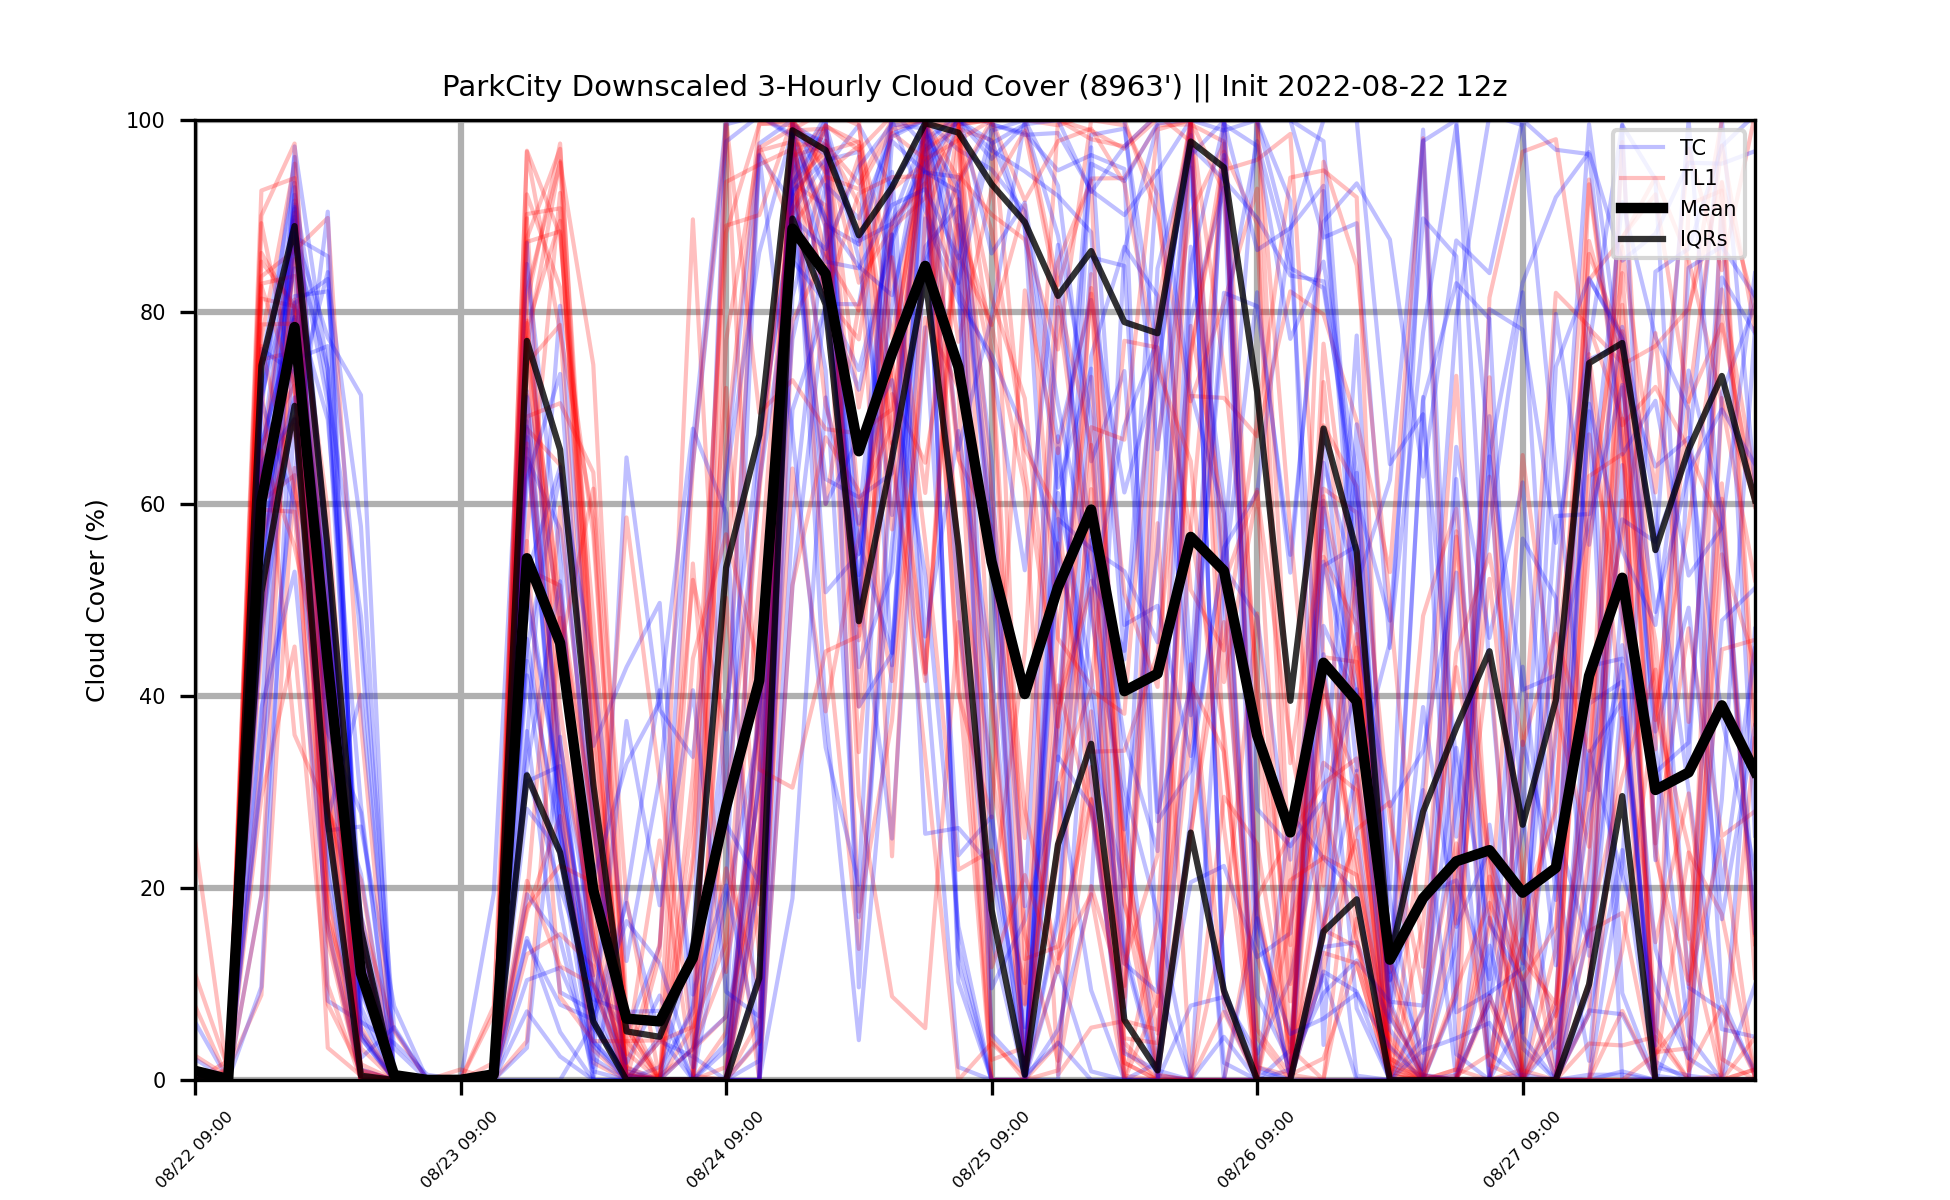 ParkCity Downscaled 3-Hourly Cloud Cover (8963') || Init 2022-08-22 12z
Cloud Cover (%)
100
80
60
40
20
0
TC
TL1
Mean
IQRs
08/22 09:00
08/23 09:00
08/24 09:00
08/25 09:00
08/26 09:00
08/27 09:00